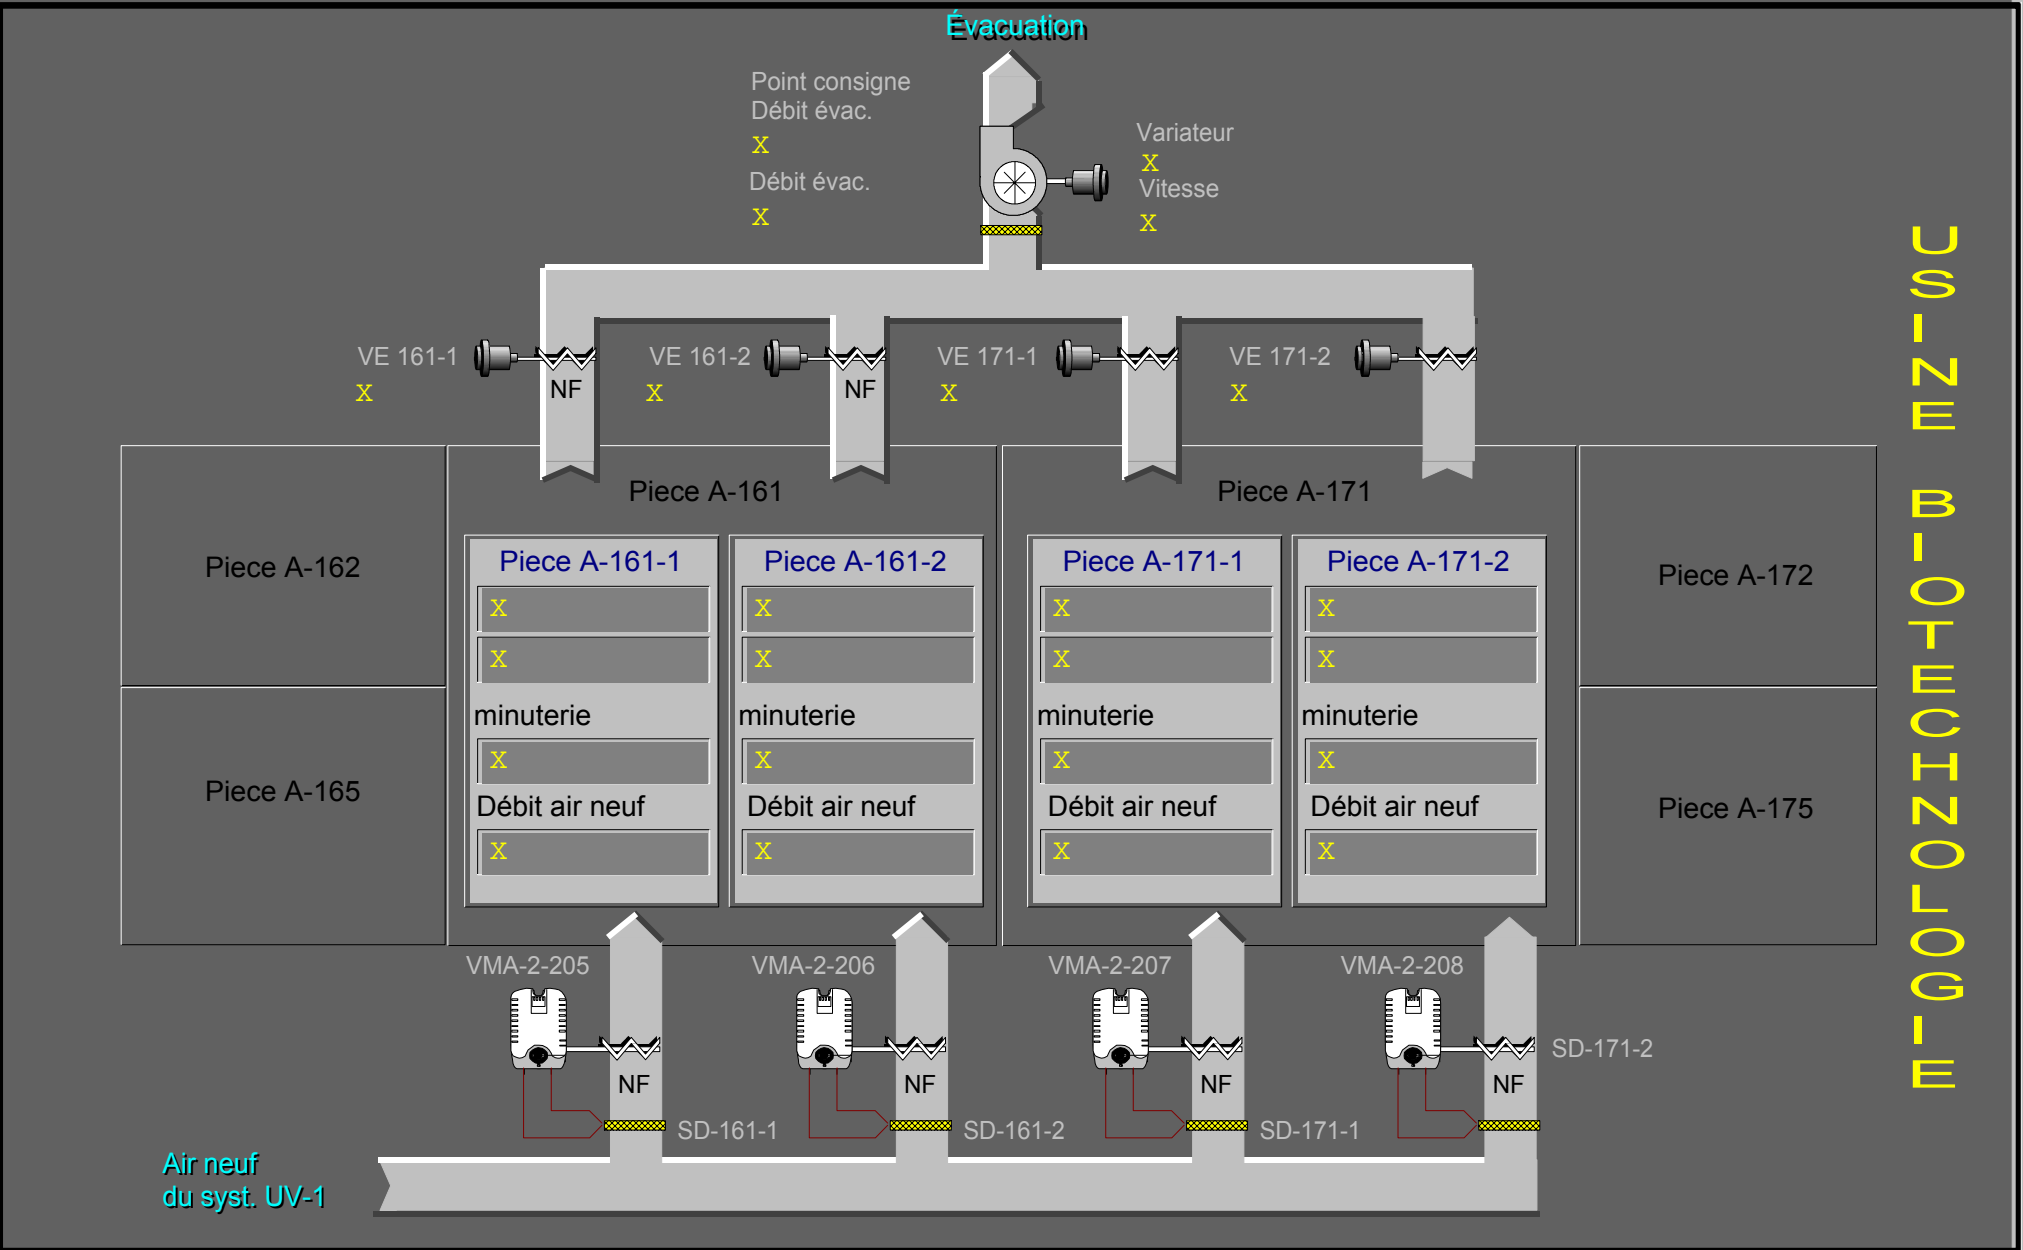 Évacuation
Point consigne
Débit évac.
X
Débit évac.
X
Variateur
X
Vitesse
X
VE 161-1
X
NF
VE 161-2
X
NF
VE 171-1
X
VE 171-2
X
Piece A-162
Piece A-165
Piece A-161
Piece A-161-1
X
X
minuterie
X
Débit air neuf
X
Piece A-161-2
X
X
minuterie
X
Débit air neuf
X
Piece A-171
Piece A-171-1
X
X
minuterie
X
Débit air neuf
X
Piece A-171-2
X
X
minuterie
X
Débit air neuf
X
Piece A-172
Piece A-175
VMA-2-205
NF
SD-161-1
VMA-2-206
NF
SD-161-2
VMA-2-207
NF
SD-171-1
VMA-2-208
NF
SD-171-2
Air neuf
du syst. UV-1
USINE BIOTECHNOLOGIE